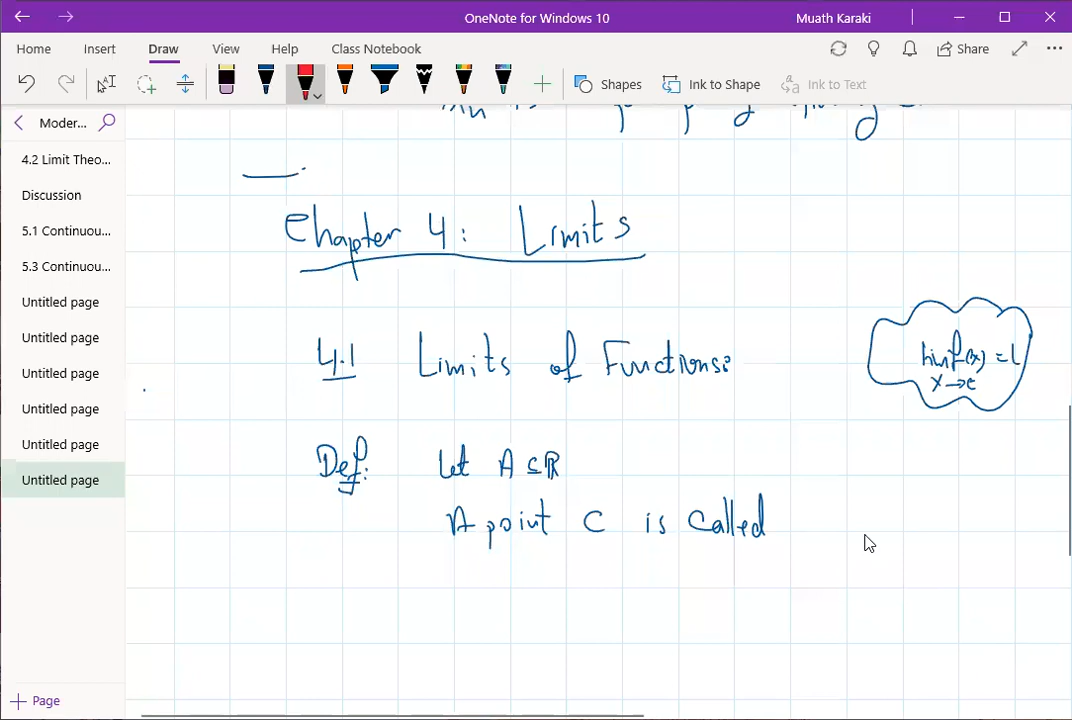 OneNote for Windows 10
Muath Karaki
Home Insert Draw View Help Class Notebook
Share
Shapes Ink to Shape Ink to Text
Moder...
4.2 Limit Theo...
Discussion
5.1 Continuou...
5.3 Continuou...
Untitled page
Untitled page
Untitled page
Untitled page
Untitled page
Untitled page
Page
Chapter 4: Limits
4.1 Limits of Functions:
lim f(x) = L
x→c
Def: Let A ⊆ ℝ
A point C is called